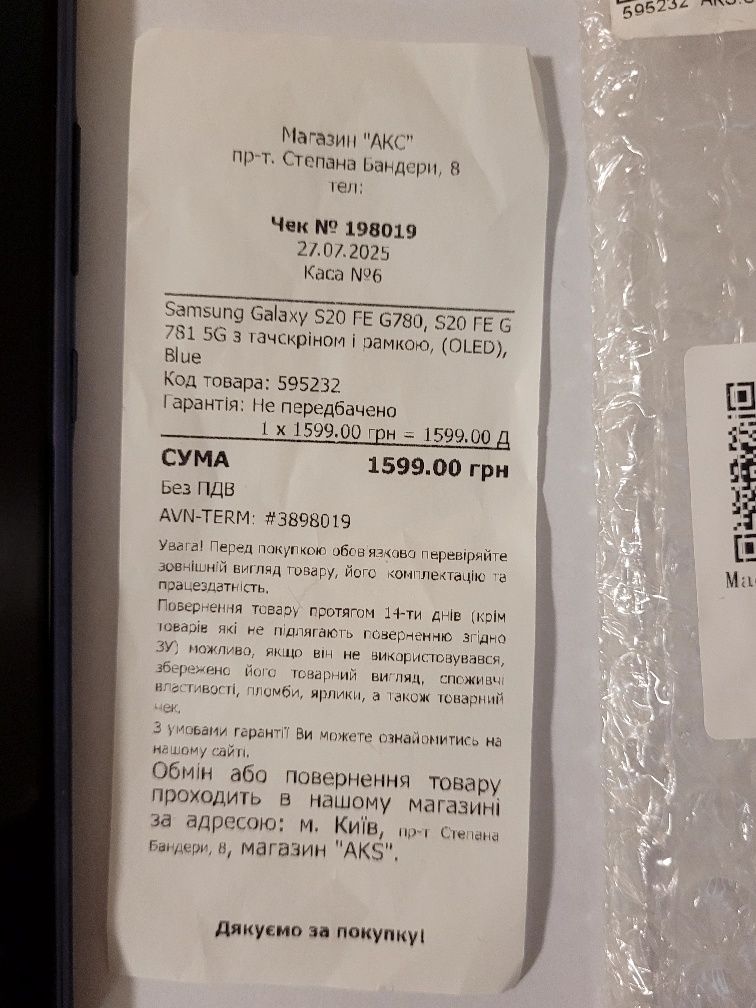 595232
Магазин "АКС"
пр-т. Степана Бандери, 8
тел:
Чек № 198019
27.07.2025
Каса №6
Samsung Galaxy S20 FE G780, S20 FE G
781 5G з тачскріном і рамкою, (OLED),
Blue
Код товара: 595232
Гарантія: Не передбачено
1 x 1599.00 грн = 1599.00 Д
СУМА 1599.00 грн
Без ПДВ
AVN-TERM: #3898019
Увага! Перед покупкою обов язково перевіряйте
зовнішній вигляд товару, його комплектацію та
працездатність.
Повернення товару протягом 14-ти днів (крім
товарів які не підлягають поверненню згідно
ЗУ) можливо, якщо він не використовувався,
збережено його товарний вигляд, споживчі
властивості, пломби, ярлики, а також товарний
чек.
З умовами гарантії Ви можете ознайомитись на
нашому сайті.
Обмін або повернення товару
проходить в нашому магазині
за адресою: м. Київ, пр-т Степана
Бандери, 8, магазин "AKS".
Дякуємо за покупку!